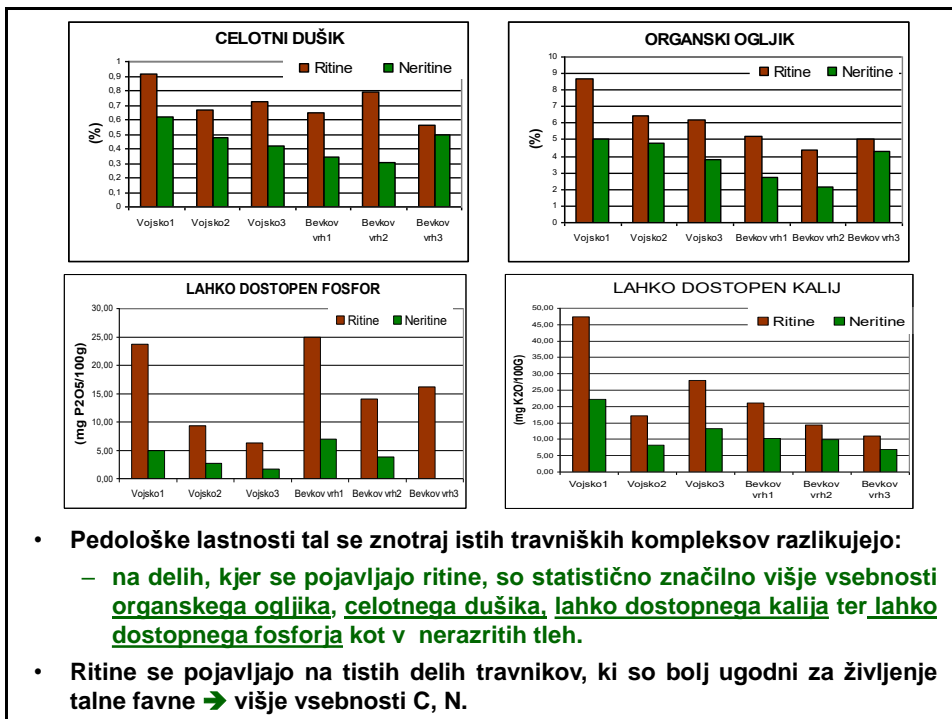 CELOTNI DUŠIK
Ritine Neritine
(%)
1
0,9
0,8
0,7
0,6
0,5
0,4
0,3
0,2
0,1
0
Vojsko1 Vojsko2 Vojsko3 Bevkov vrh1 Bevkov vrh2 Bevkov vrh3
ORGANSKI OGLJIK
Ritine Neritine
(%)
10
9
8
7
6
5
4
3
2
1
0
Vojsko1 Vojsko2 Vojsko3 Bevkov vrh1 Bevkov vrh2 Bevkov vrh3
LAHKO DOSTOPEN FOSFOR
Ritine Neritine
(mg P2O5/100g)
30,00
25,00
20,00
15,00
10,00
5,00
0,00
Vojsko1 Vojsko2 Vojsko3 Bevkov vrh1 Bevkov vrh2 Bevkov vrh3
LAHKO DOSTOPEN KALIJ
Ritine Neritine
(mg K2O/100G)
50,00
45,00
40,00
35,00
30,00
25,00
20,00
15,00
10,00
5,00
0,00
Vojsko1 Vojsko2 Vojsko3 Bevkov vrh1 Bevkov vrh2 Bevkov vrh3
• Pedološke lastnosti tal se znotraj istih travniških kompleksov razlikujejo:
– na delih, kjer se pojavljajo ritine, so statistično značilno višje vsebnosti
organskega ogljika, celotnega dušika, lahko dostopnega kalija ter lahko
dostopnega fosforja kot v nerazritih tleh.
• Ritine se pojavljajo na tistih delih travnikov, ki so bolj ugodni za življenje
talne favne ➔ višje vsebnosti C, N.